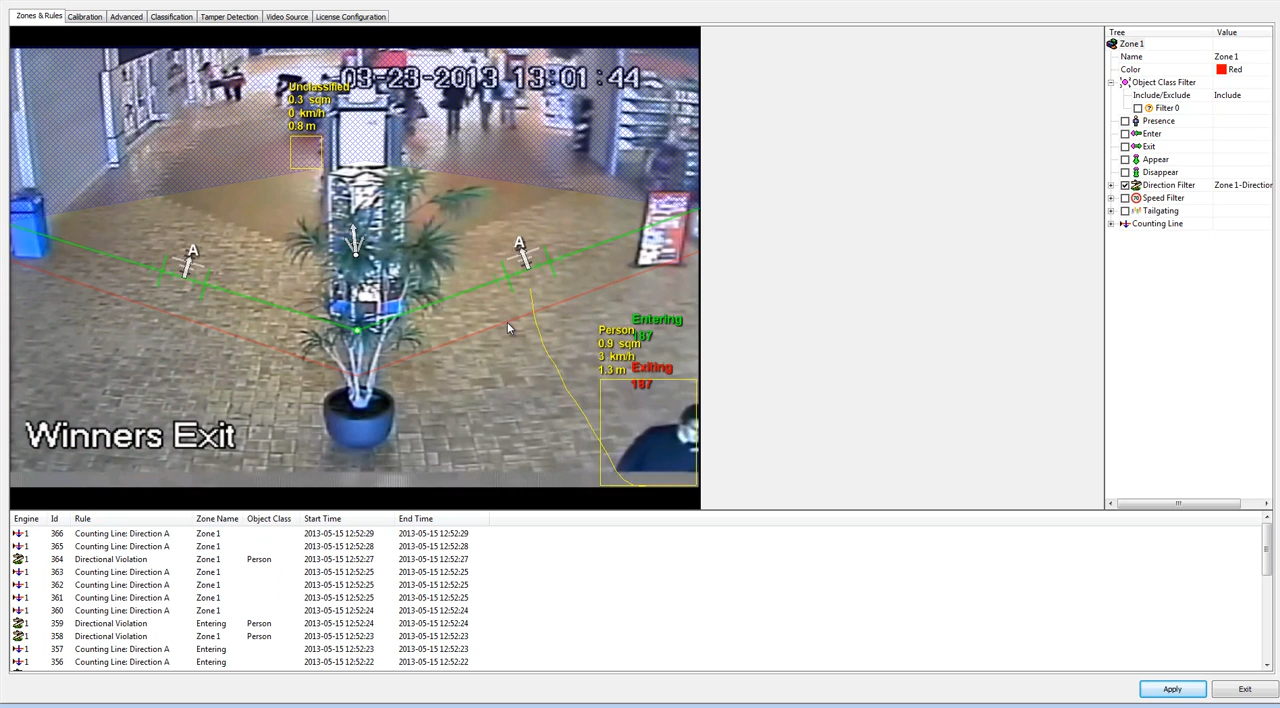 Zones & Rules Calibration Advanced Classification Tamper Detection Video Source License Configuration
03-23-2013 13:01:44
Unclassified
0.3 sqm
0 km/h
0.8 m
A
A
Entering
187
Person
0.9 sqm
3 km/h
1.3 m
Exiting
187
Winners Exit
Tree Value
Zone 1
Name Zone 1
Color Red
Object Class Filter
Include/Exclude Include
Filter 0
Presence
Enter
Exit
Appear
Disappear
Direction Filter Zone 1-Direction
Speed Filter
Tailgating
Counting Line
Engine Id Rule Zone Name Object Class Start Time End Time
1 366 Counting Line: Direction A Zone 1 2013-05-15 12:52:29 2013-05-15 12:52:29
1 365 Counting Line: Direction A Zone 1 2013-05-15 12:52:28 2013-05-15 12:52:28
1 364 Directional Violation Zone 1 Person 2013-05-15 12:52:27 2013-05-15 12:52:27
1 363 Counting Line: Direction A Zone 1 2013-05-15 12:52:25 2013-05-15 12:52:25
1 362 Counting Line: Direction A Zone 1 2013-05-15 12:52:25 2013-05-15 12:52:25
1 361 Counting Line: Direction A Zone 1 2013-05-15 12:52:25 2013-05-15 12:52:25
1 360 Counting Line: Direction A Zone 1 2013-05-15 12:52:24 2013-05-15 12:52:24
1 359 Directional Violation Entering Person 2013-05-15 12:52:24 2013-05-15 12:52:24
1 358 Directional Violation Zone 1 Person 2013-05-15 12:52:23 2013-05-15 12:52:23
1 357 Counting Line: Direction A Entering 2013-05-15 12:52:23 2013-05-15 12:52:23
1 356 Counting Line: Direction A Entering 2013-05-15 12:52:22 2013-05-15 12:52:22
Apply Exit